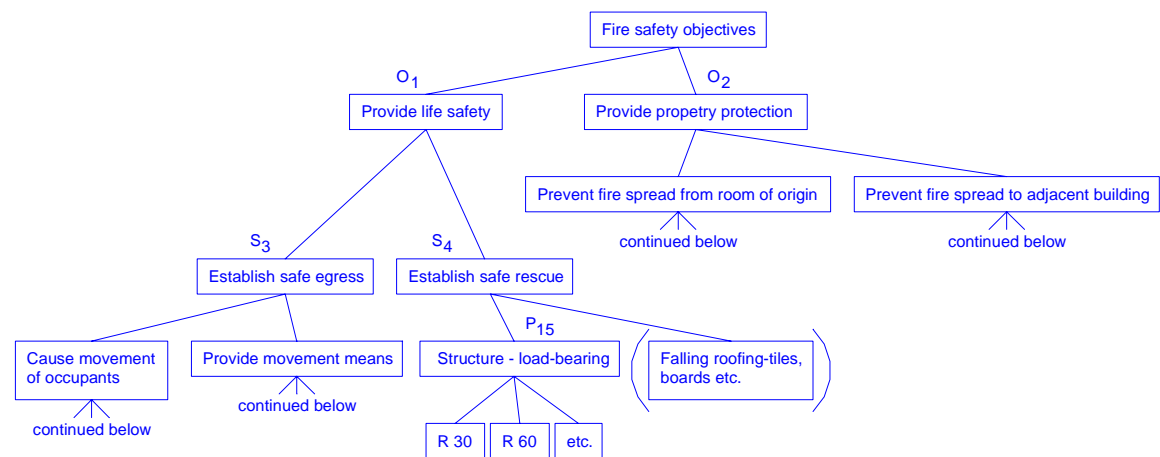 Fire safety objectives
O1
O2
Provide life safety
Provide propetry protection
Prevent fire spread from room of origin
Prevent fire spread to adjacent building
continued below
continued below
S3
S4
Establish safe egress
Establish safe rescue
P15
Cause movement
of occupants
Provide movement means
Structure - load-bearing
Falling roofing-tiles,
boards etc.
continued below
continued below
R 30
R 60
etc.